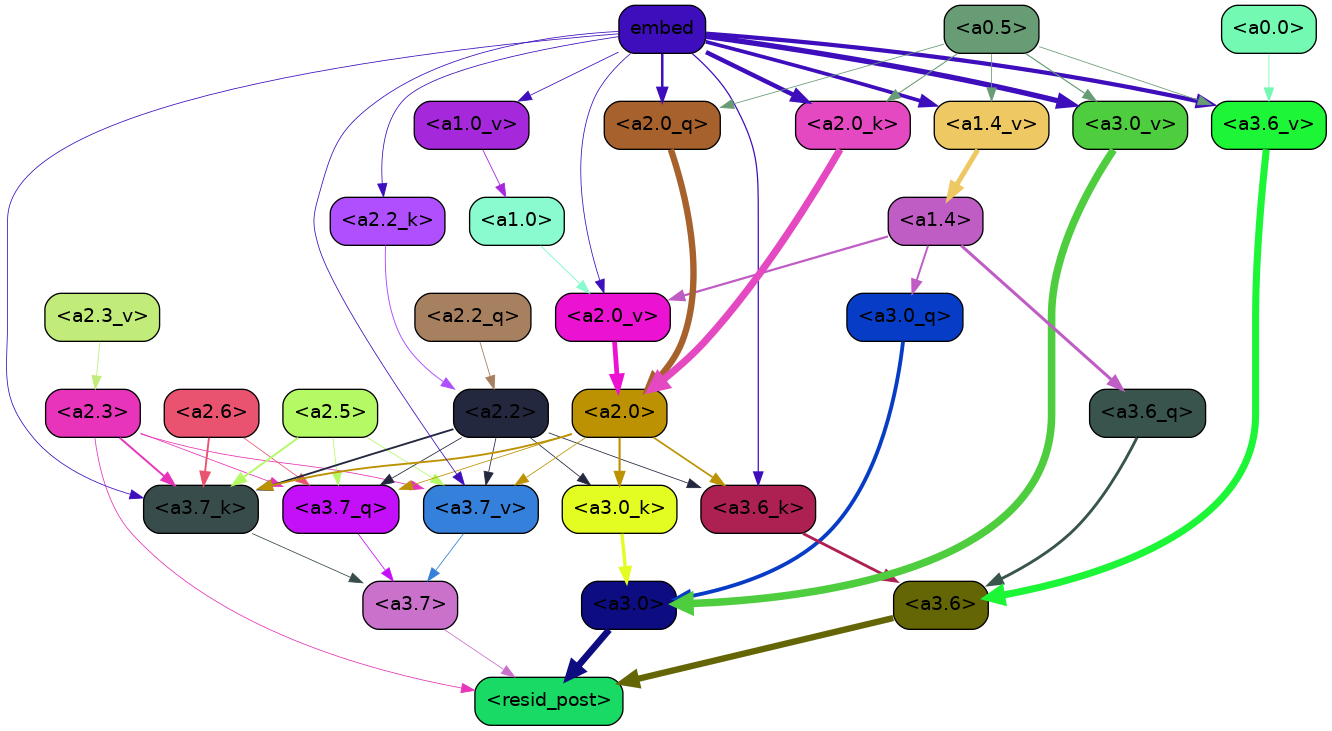 embed
<a0.5>
<a0.0>
<a1.0_v>
<a2.0_q>
<a2.0_k>
<a1.4_v>
<a3.0_v>
<a3.6_v>
<a2.2_k>
<a1.0>
<a1.4>
<a2.3_v>
<a2.2_q>
<a2.0_v>
<a3.0_q>
<a2.3>
<a2.6>
<a2.5>
<a2.2>
<a2.0>
<a3.6_q>
<a3.7_k>
<a3.7_q>
<a3.7_v>
<a3.0_k>
<a3.6_k>
<a3.7>
<a3.0>
<a3.6>
<resid_post>